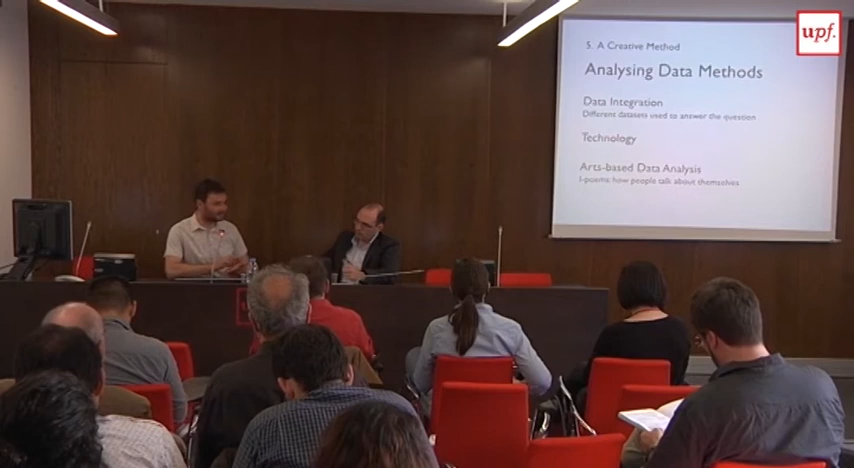 5. A Creative Method
Analysing Data Methods
Data Integration
Different datasets used to answer the question
Technology
Arts-based Data Analysis
I-poems: how people talk about themselves
upf.